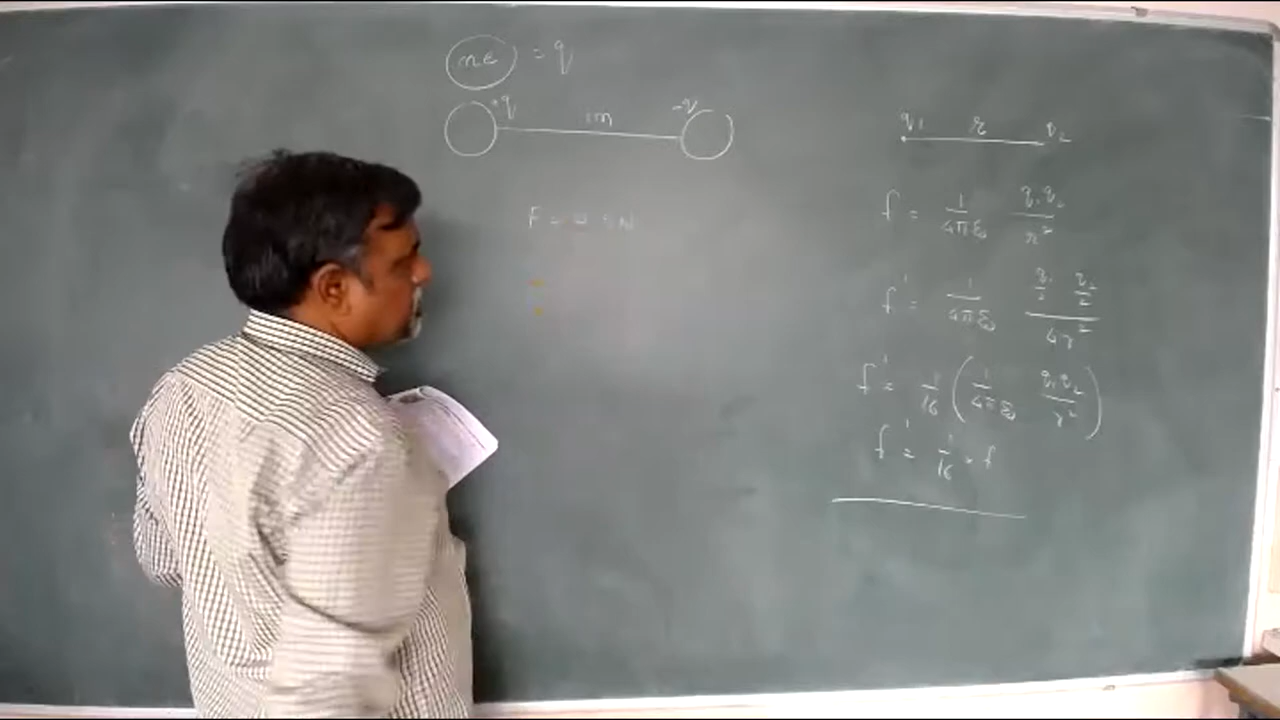 ne = q
+q 1m -q
F =
q₁ r q₂
f = 1/4πε₀ q₁q₂/r²
f' = 1/4πε₀ (q₁/2 q₂/2)/4r²
f' = 1/16 (1/4πε₀ q₁q₂/r²)
f' = 1/16 × f